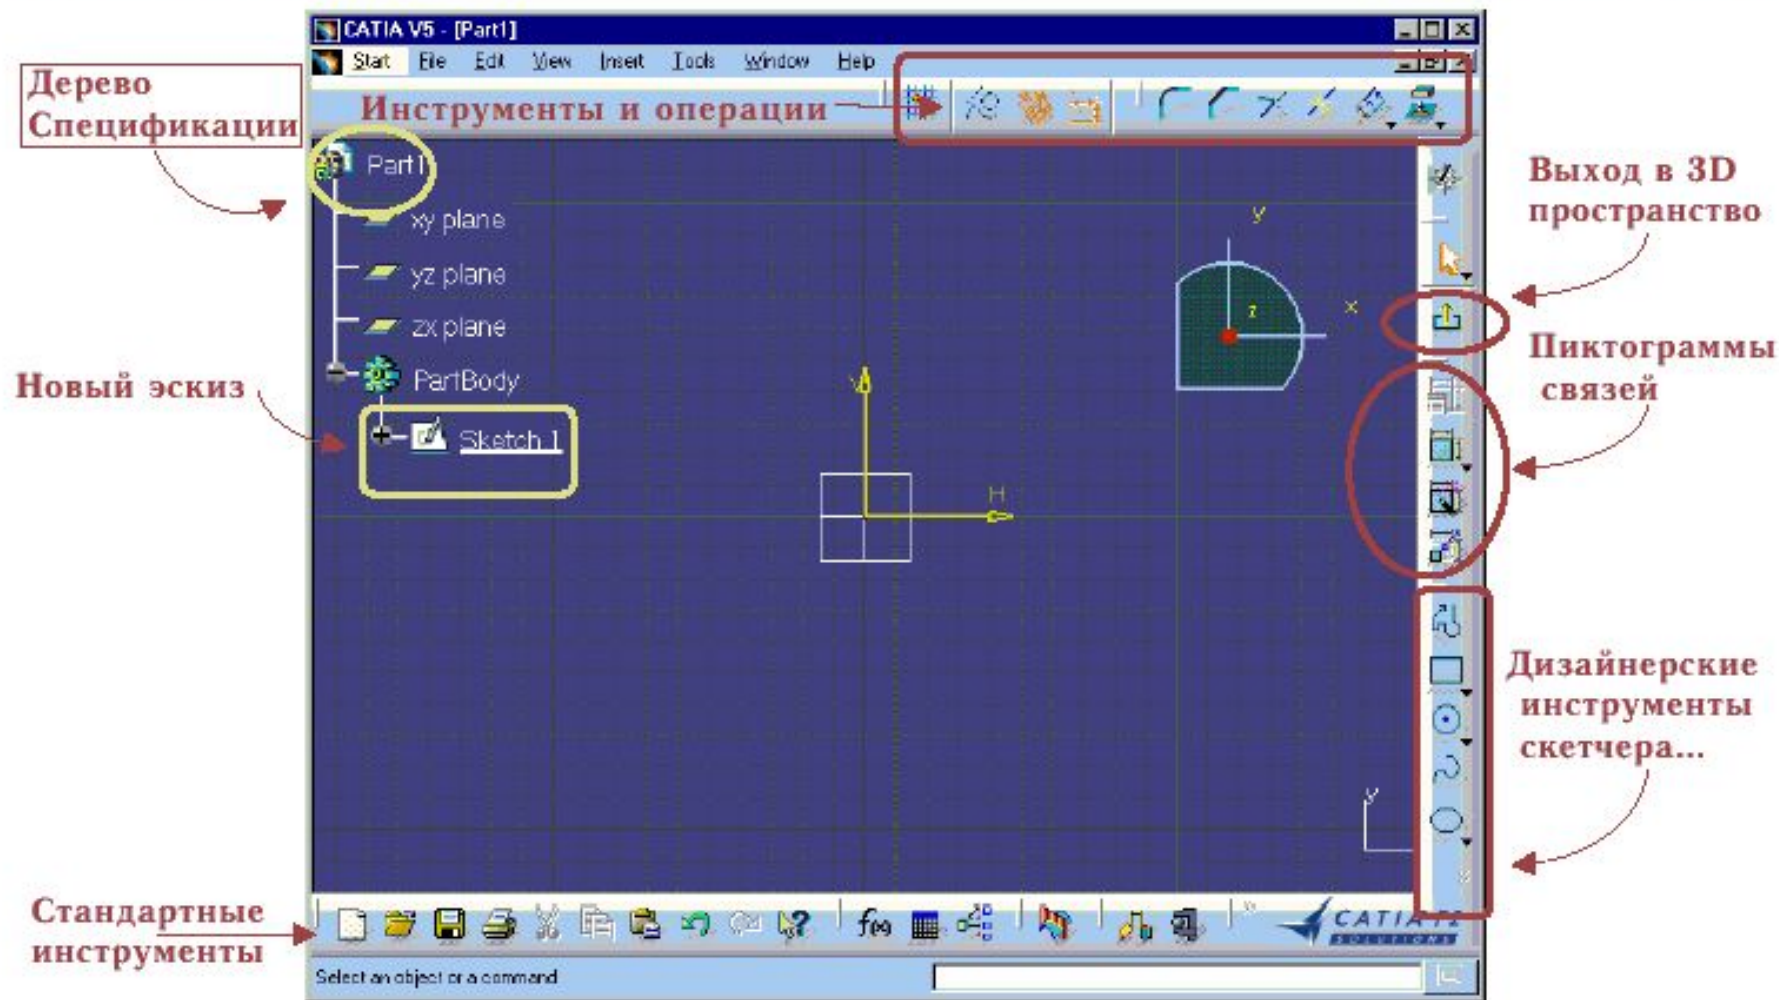 CATIA V5 - [Part1]
Start File Edit View Insert Tools Window Help
Дерево
Спецификации
Инструменты и операции
Part1
xy plane
yz plane
zx plane
PartBody
Sketch.1
Новый эскиз
y
x
z
V
H
y
Выход в 3D
пространство
Пиктограммы
связей
Дизайнерские
инструменты
скетчера...
Стандартные
инструменты
f(x)
CATIA
SOLUTIONS
Select an object or a command